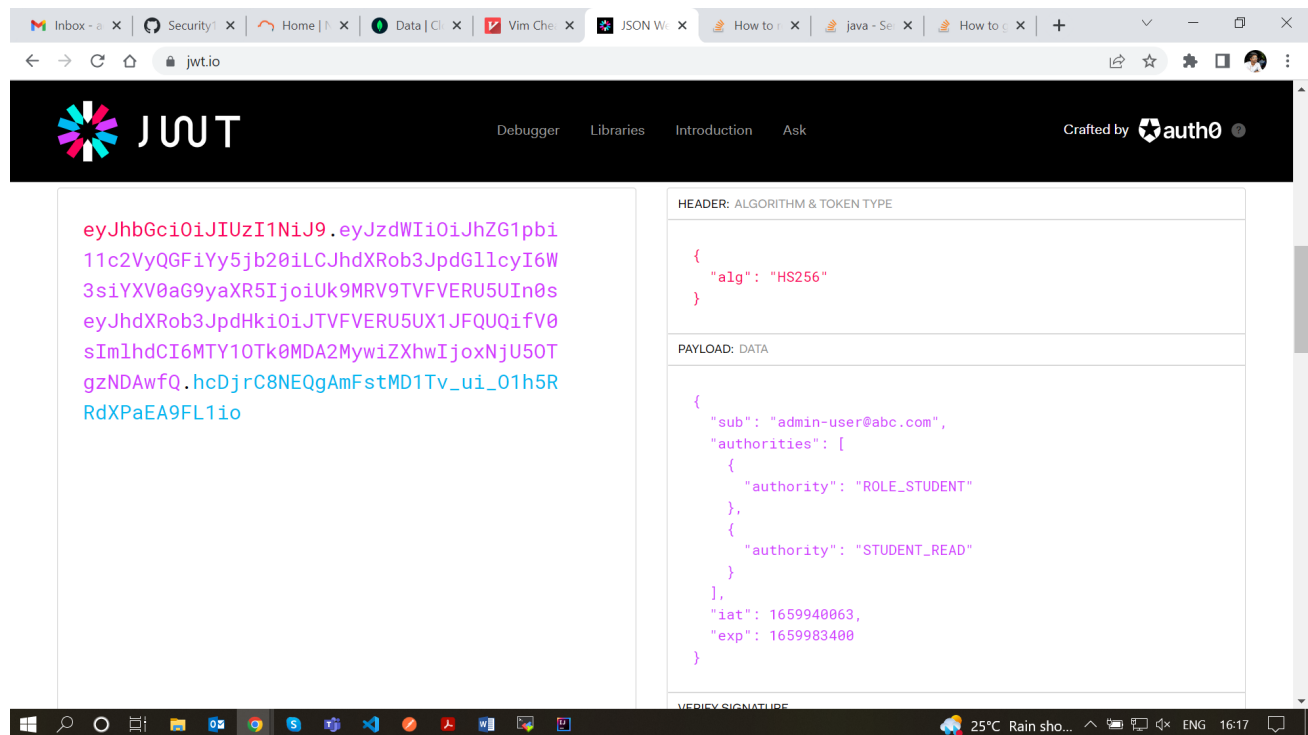 Inbox - a
Security1
Home | N
Data | Cl
Vim Che
JSON We
How to r
java - Se
How to g
jwt.io
JWT
Debugger
Libraries
Introduction
Ask
Crafted by auth0
eyJhbGciOiJIUzI1NiJ9.eyJzdWIiOiJhZG1pbi
11c2VyQGFiYy5jb20iLCJhdXRob3JpdGllcyI6W
3siYXV0aG9yaXR5IjoiUk9MRV9TVFVERU5UIn0s
eyJhdXRob3JpdHkiOiJTVFVERU5UX1JFQUQifV0
sImlhdCI6MTY1OTk0MDA2MywiZXhwIjoxNjU5OT
gzNDAwfQ.hcDjrC8NEQgAmFstMD1Tv_ui_O1h5R
RdXPaEA9FL1io
HEADER: ALGORITHM & TOKEN TYPE
{
"alg": "HS256"
}
PAYLOAD: DATA
{
"sub": "admin-user@abc.com",
"authorities": [
{
"authority": "ROLE_STUDENT"
},
{
"authority": "STUDENT_READ"
}
],
"iat": 1659940063,
"exp": 1659983400
}
VERIFY SIGNATURE
25°C Rain sho...
ENG
16:17